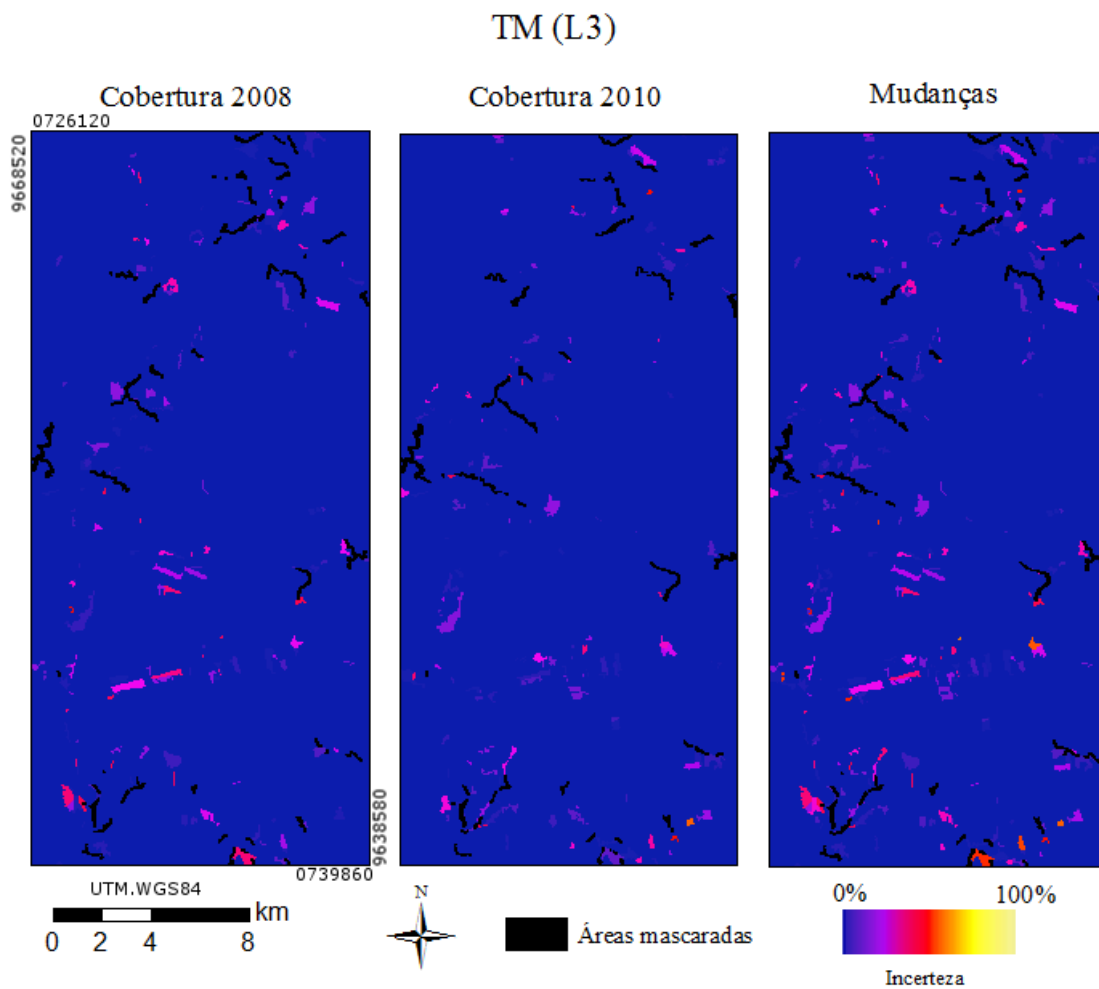 TM (L3)
Cobertura 2008
Cobertura 2010
Mudanças
0726120
9668520
9638580
0739860
UTM.WGS84
km
0 2 4 8
N
Áreas mascaradas
0% 100%
Incerteza